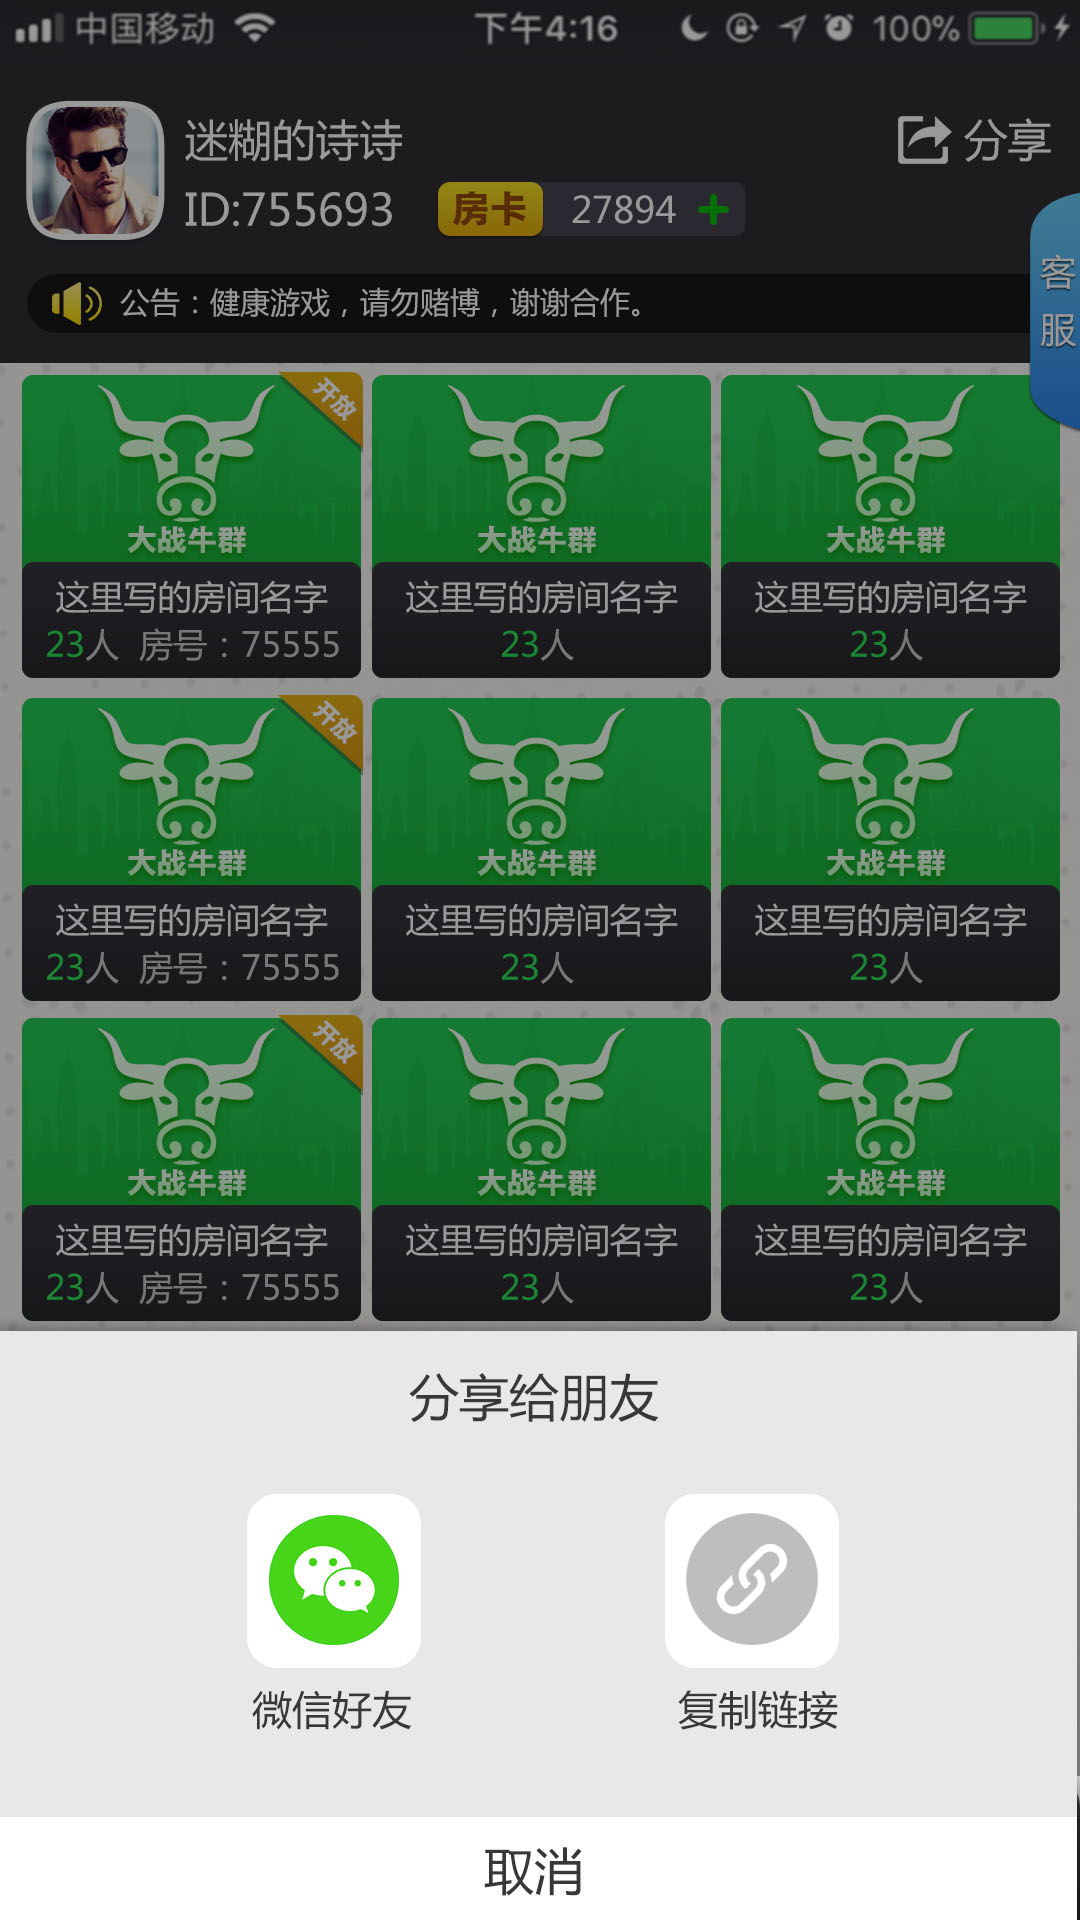 中国移动 下午4:16 100%
迷糊的诗诗
分享
ID:755693 房卡 27894
客服
公告：健康游戏，请勿赌博，谢谢合作。
开放
大战牛群 大战牛群 大战牛群
这里写的房间名字 这里写的房间名字 这里写的房间名字
23人 房号：75555 23人 23人
开放
大战牛群 大战牛群 大战牛群
这里写的房间名字 这里写的房间名字 这里写的房间名字
23人 房号：75555 23人 23人
开放
大战牛群 大战牛群 大战牛群
这里写的房间名字 这里写的房间名字 这里写的房间名字
23人 房号：75555 23人 23人
分享给朋友
微信好友 复制链接
取消